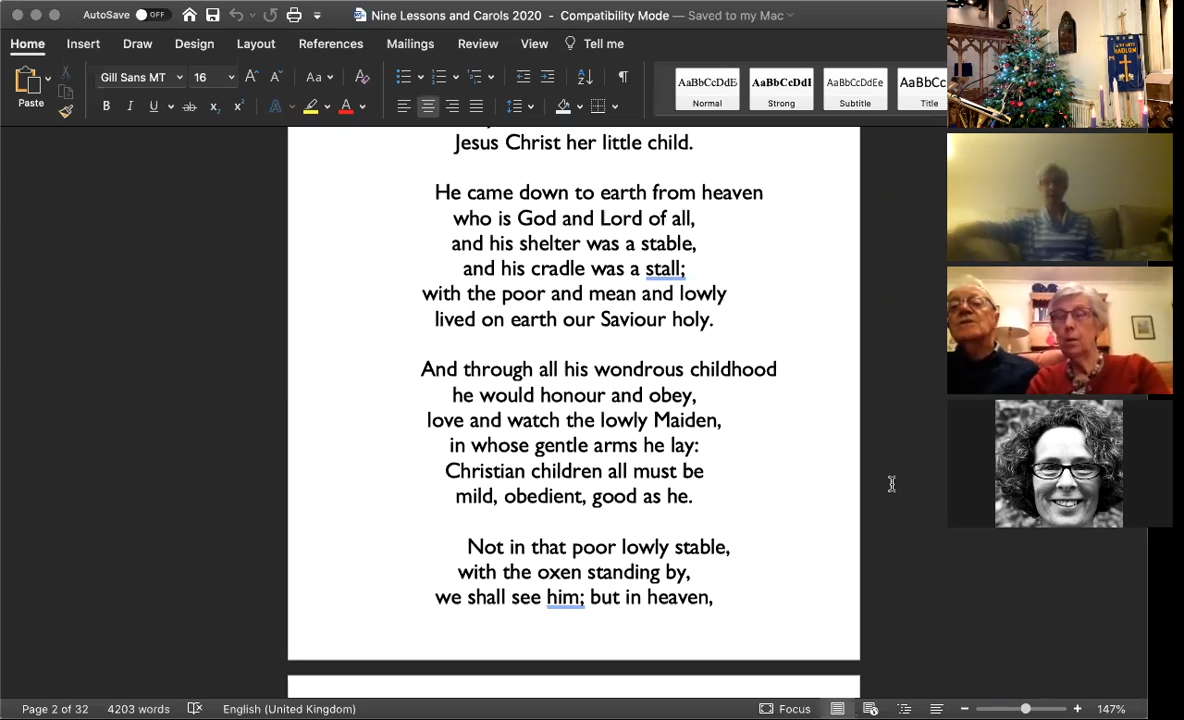 AutoSave OFF
Nine Lessons and Carols 2020 - Compatibility Mode — Saved to my Mac
Home Insert Draw Design Layout References Mailings Review View Tell me
Paste
Gill Sans MT 16
AaBbCcDdE AaBbCcDdI AaBbCcDdEe AaBbCc
Normal Strong Subtitle Title
Jesus Christ her little child.
He came down to earth from heaven
who is God and Lord of all,
and his shelter was a stable,
and his cradle was a stall;
with the poor and mean and lowly
lived on earth our Saviour holy.
And through all his wondrous childhood
he would honour and obey,
love and watch the lowly Maiden,
in whose gentle arms he lay:
Christian children all must be
mild, obedient, good as he.
Not in that poor lowly stable,
with the oxen standing by,
we shall see him; but in heaven,
Page 2 of 32 4203 words English (United Kingdom) Focus 147%
HADLOW